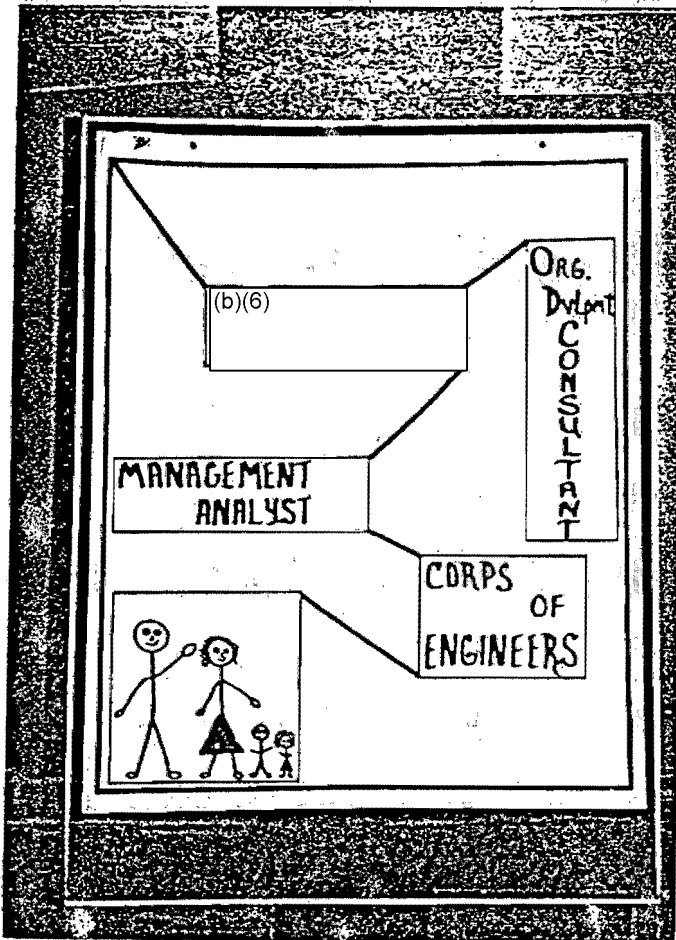 (b)(6)
ORG.
Dvlpmt
CONSULTANT
MANAGEMENT
ANALYST
CORPS
OF
ENGINEERS